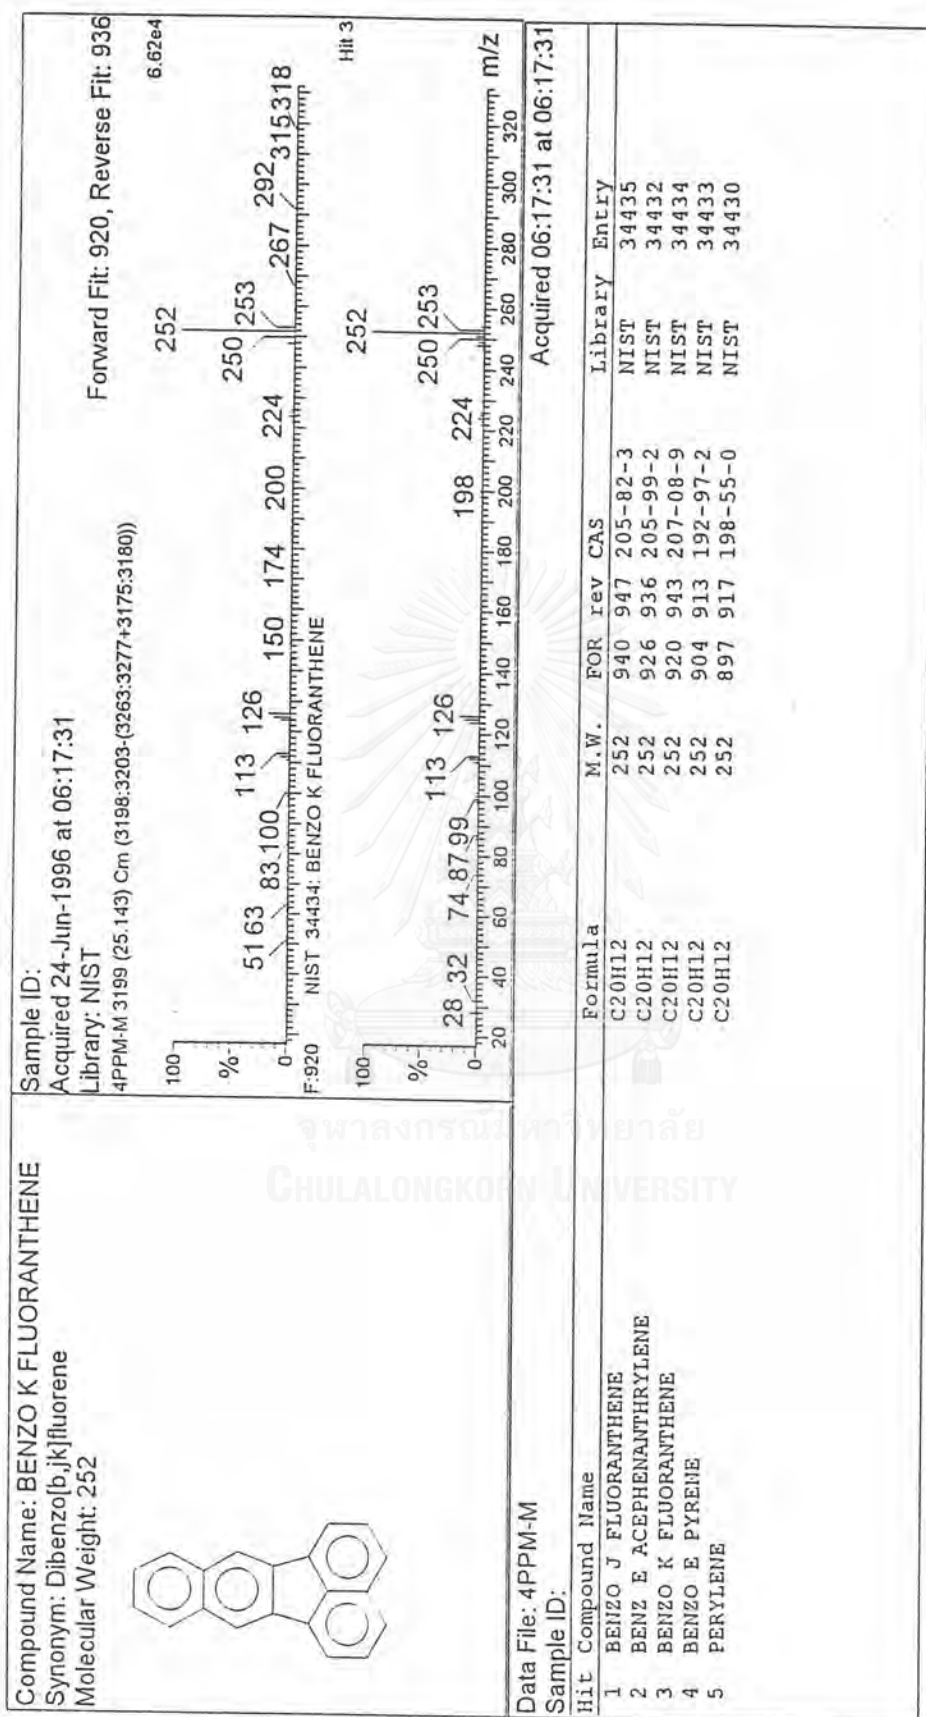 Compound Name: BENZO K FLUORANTHENE
Synonym: Dibenzo[b,jk]fluorene
Molecular Weight: 252
Sample ID:
Acquired 24-Jun-1996 at 06:17:31
Library: NIST
Forward Fit: 920, Reverse Fit: 936
4PPM-M 3199 (25.143) Cm (3198:3203-(3263:3277+3175:3180))
6.62e4
100
%
0
51 63 83 100 113 126 150 174 200 224 250 252 253 267 292 315 318
F:920 NIST 34434: BENZO K FLUORANTHENE
Hit 3
100
%
0
28 32 74 87 99 113 126 198 224 250 252 253
20 40 60 80 100 120 140 160 180 200 220 240 260 280 300 320 m/z
Data File: 4PPM-M
Acquired 06:17:31 at 06:17:31
Sample ID:
Hit Compound Name Formula M.W. FOR rev CAS Library Entry
1 BENZO J FLUORANTHENE C20H12 252 940 947 205-82-3 NIST 34435
2 BENZ E ACEPHENANTHRYLENE C20H12 252 926 936 205-99-2 NIST 34432
3 BENZO K FLUORANTHENE C20H12 252 920 943 207-08-9 NIST 34434
4 BENZO E PYRENE C20H12 252 904 913 192-97-2 NIST 34433
5 PERYLENE C20H12 252 897 917 198-55-0 NIST 34430
จุฬาลงกรณ์มหาวิทยาลัย
CHULALONGKORN UNIVERSITY